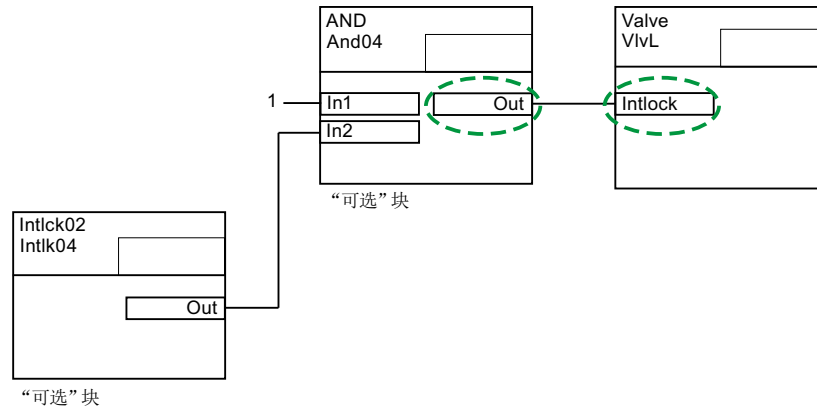 AND
And04
Valve
VlvL
1
In1
Out
Intlock
In2
“可选”块
Intlck02
Intlk04
Out
“可选”块